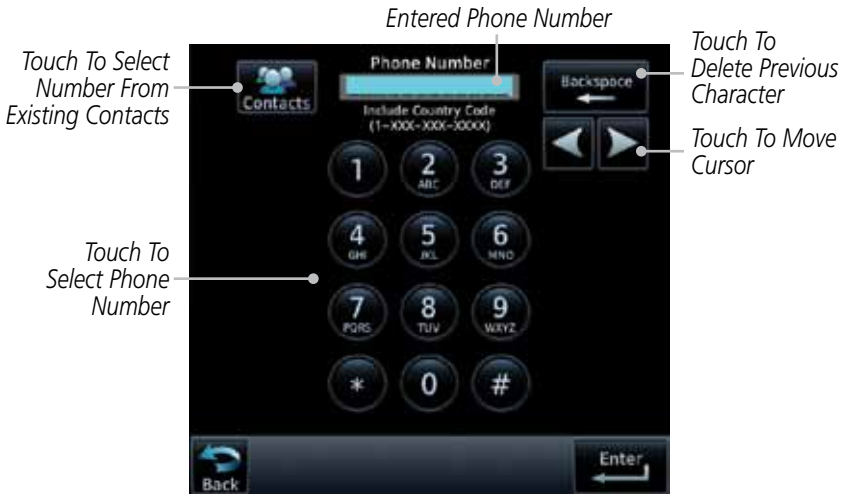 Entered Phone Number
Touch To Select
Number From
Existing Contacts
Touch To
Delete Previous
Character
Touch To Move
Cursor
Touch To
Select Phone
Number
Contacts
Phone Number
Include Country Code
(1-XXX-XXX-XXXX)
Backspace
1
2
ABC
3
DEF
4
GHI
5
JKL
6
MNO
7
PQRS
8
TUV
9
WXYZ
*
0
#
Back
Enter